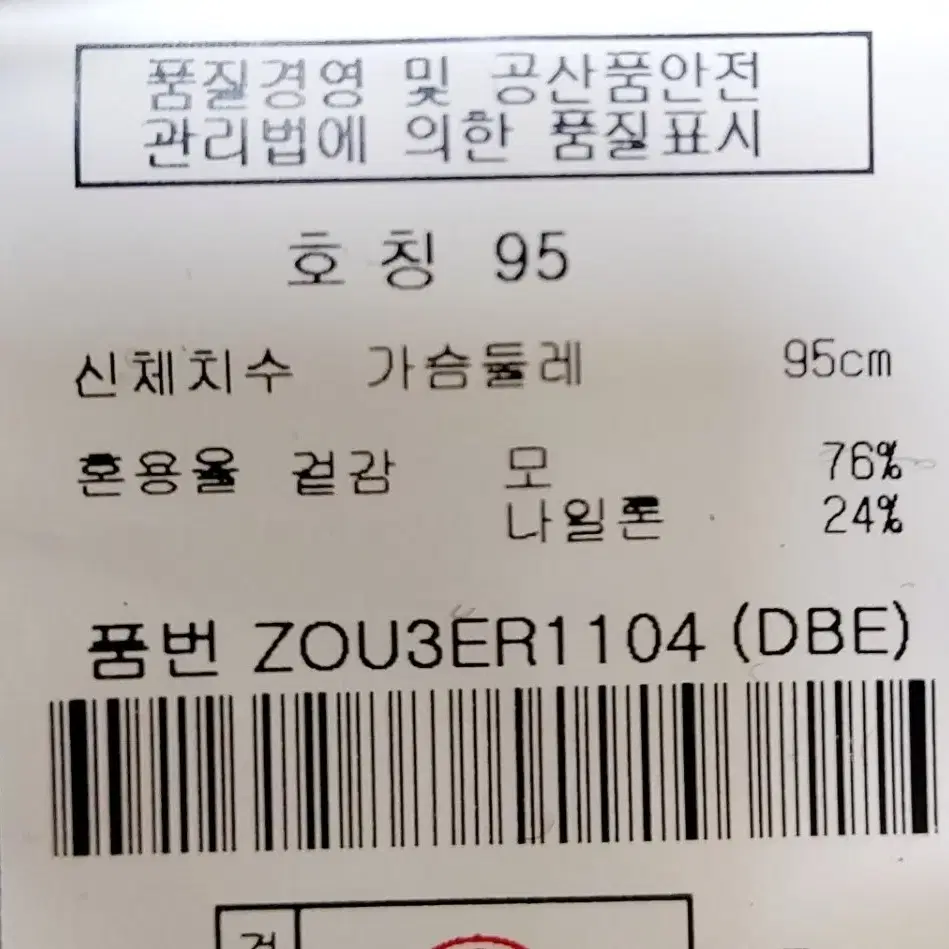 품질경영 및 공산품안전
관리법에 의한 품질표시
호 칭 95
신체치수 가슴둘레 95cm
혼용율 겉감 모 76%
나일론 24%
품번 ZOU3ER1104 (DBE)